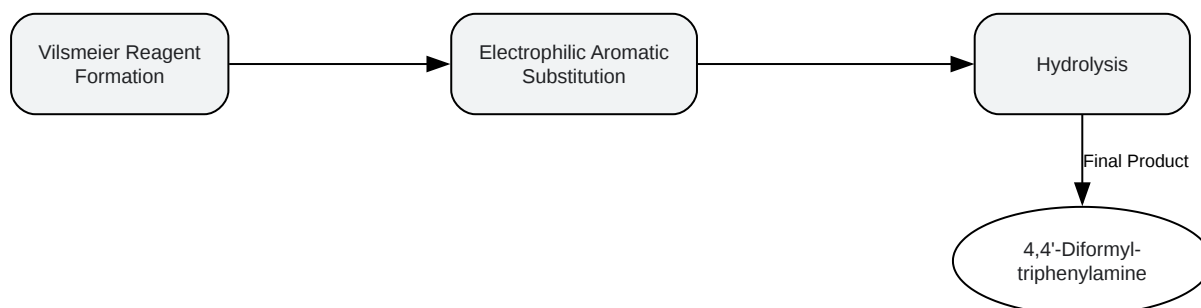 Vilsmeier Reagent
Formation
Electrophilic Aromatic
Substitution
Hydrolysis
Final Product
4,4'-Diformyl-
triphenylamine